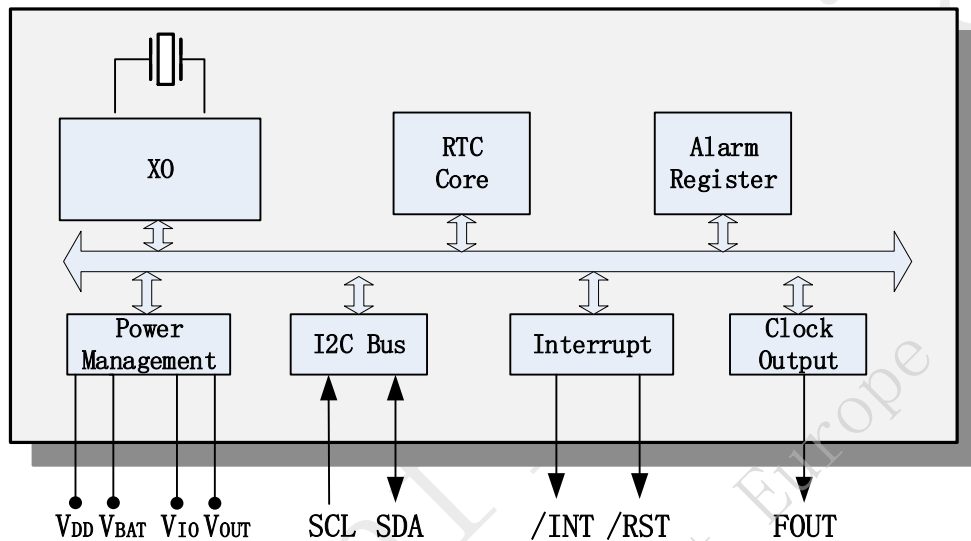 XO
RTC
Core
Alarm
Register
Power
Management
I2C Bus
Interrupt
Clock
Output
VDD VBAT VIO VOUT SCL SDA /INT /RST FOUT
Europe